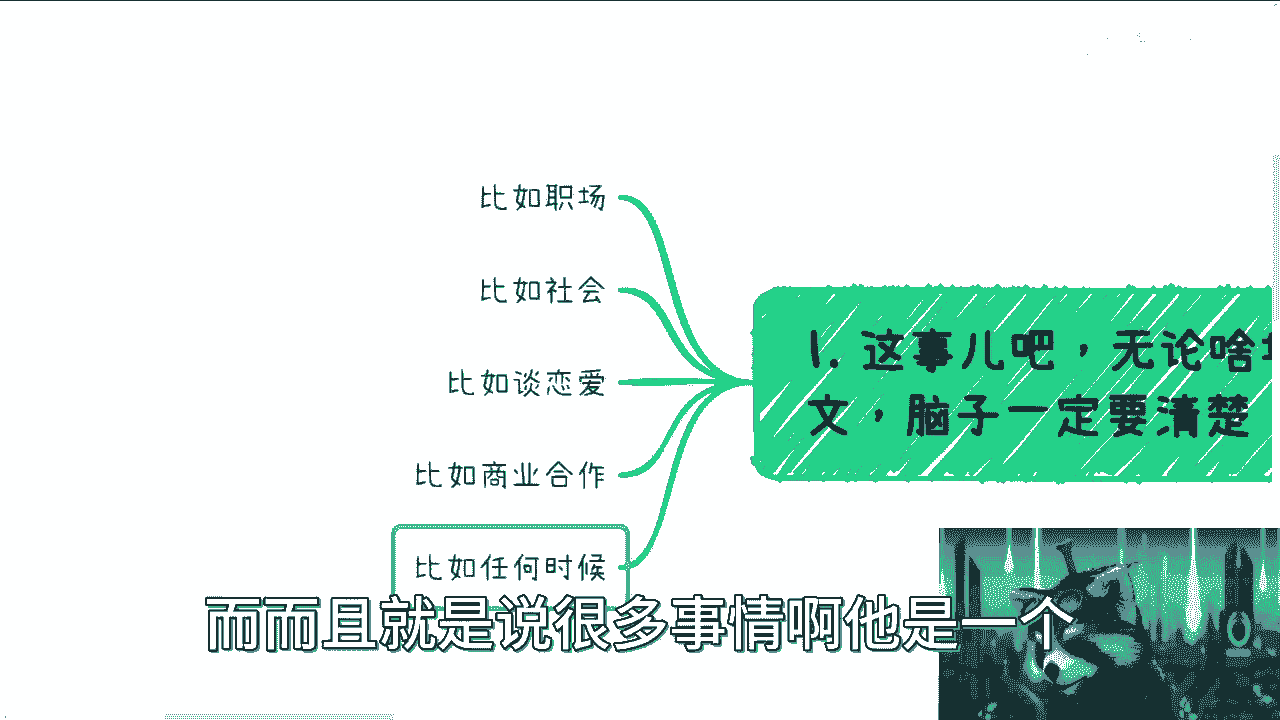 比如职场
比如社会
比如谈恋爱
比如商业合作
比如任何时候
1. 这事儿吧，无论啥
文，脑子一定要清楚
而而且就是说很多事情啊他是一个